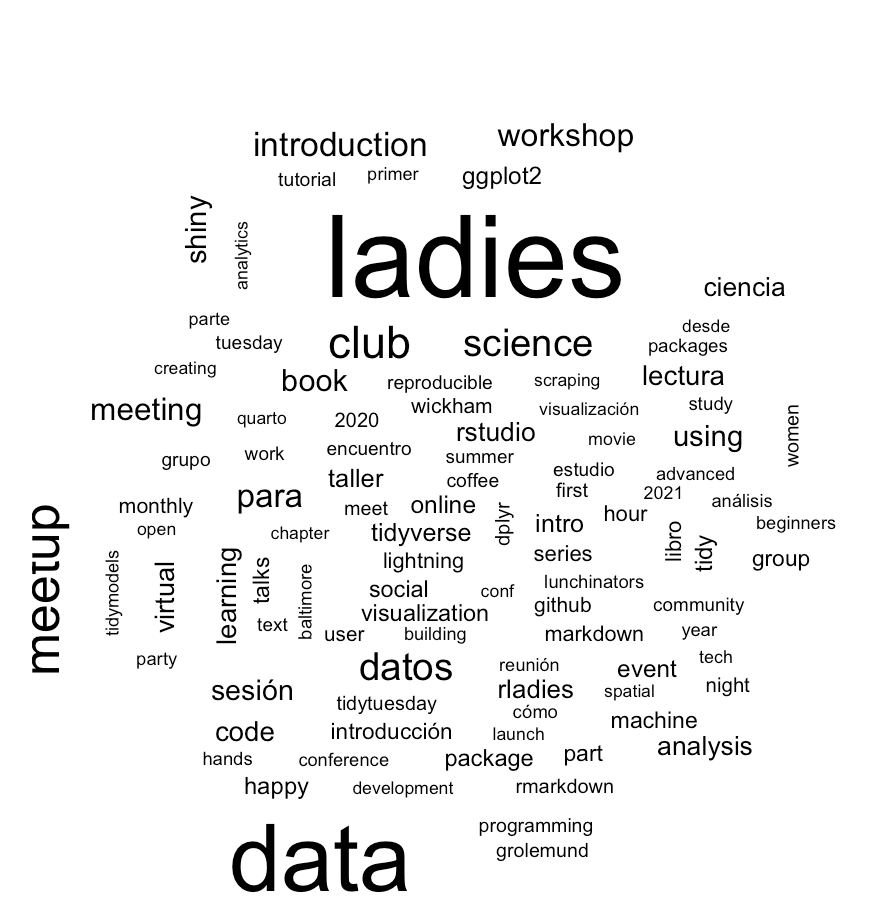 introduction
workshop
tutorial
primer
ggplot2
shiny
analytics
ladies
ciencia
parte
desde
tuesday
club
science
packages
creating
book
reproducible
scraping
lectura
meeting
quarto
2020
wickham
visualización
study
women
rstudio
movie
using
grupo
work
encuentro
summer
estudio
advanced
taller
coffee
first
2021
análisis
monthly
para
meet
online
dplyr
intro
hour
libro
tidy
beginners
open
chapter
tidyverse
meetup
tidymodels
virtual
learning
talks
baltimore
lightning
series
group
social
conf
lunchinators
text
visualization
github
community
user
building
markdown
year
party
datos
reunión
event
tech
sesión
rladies
spatial
night
tidytuesday
cómo
machine
code
introducción
launch
analysis
hands
conference
package
part
happy
development
rmarkdown
data
programming
grolemund